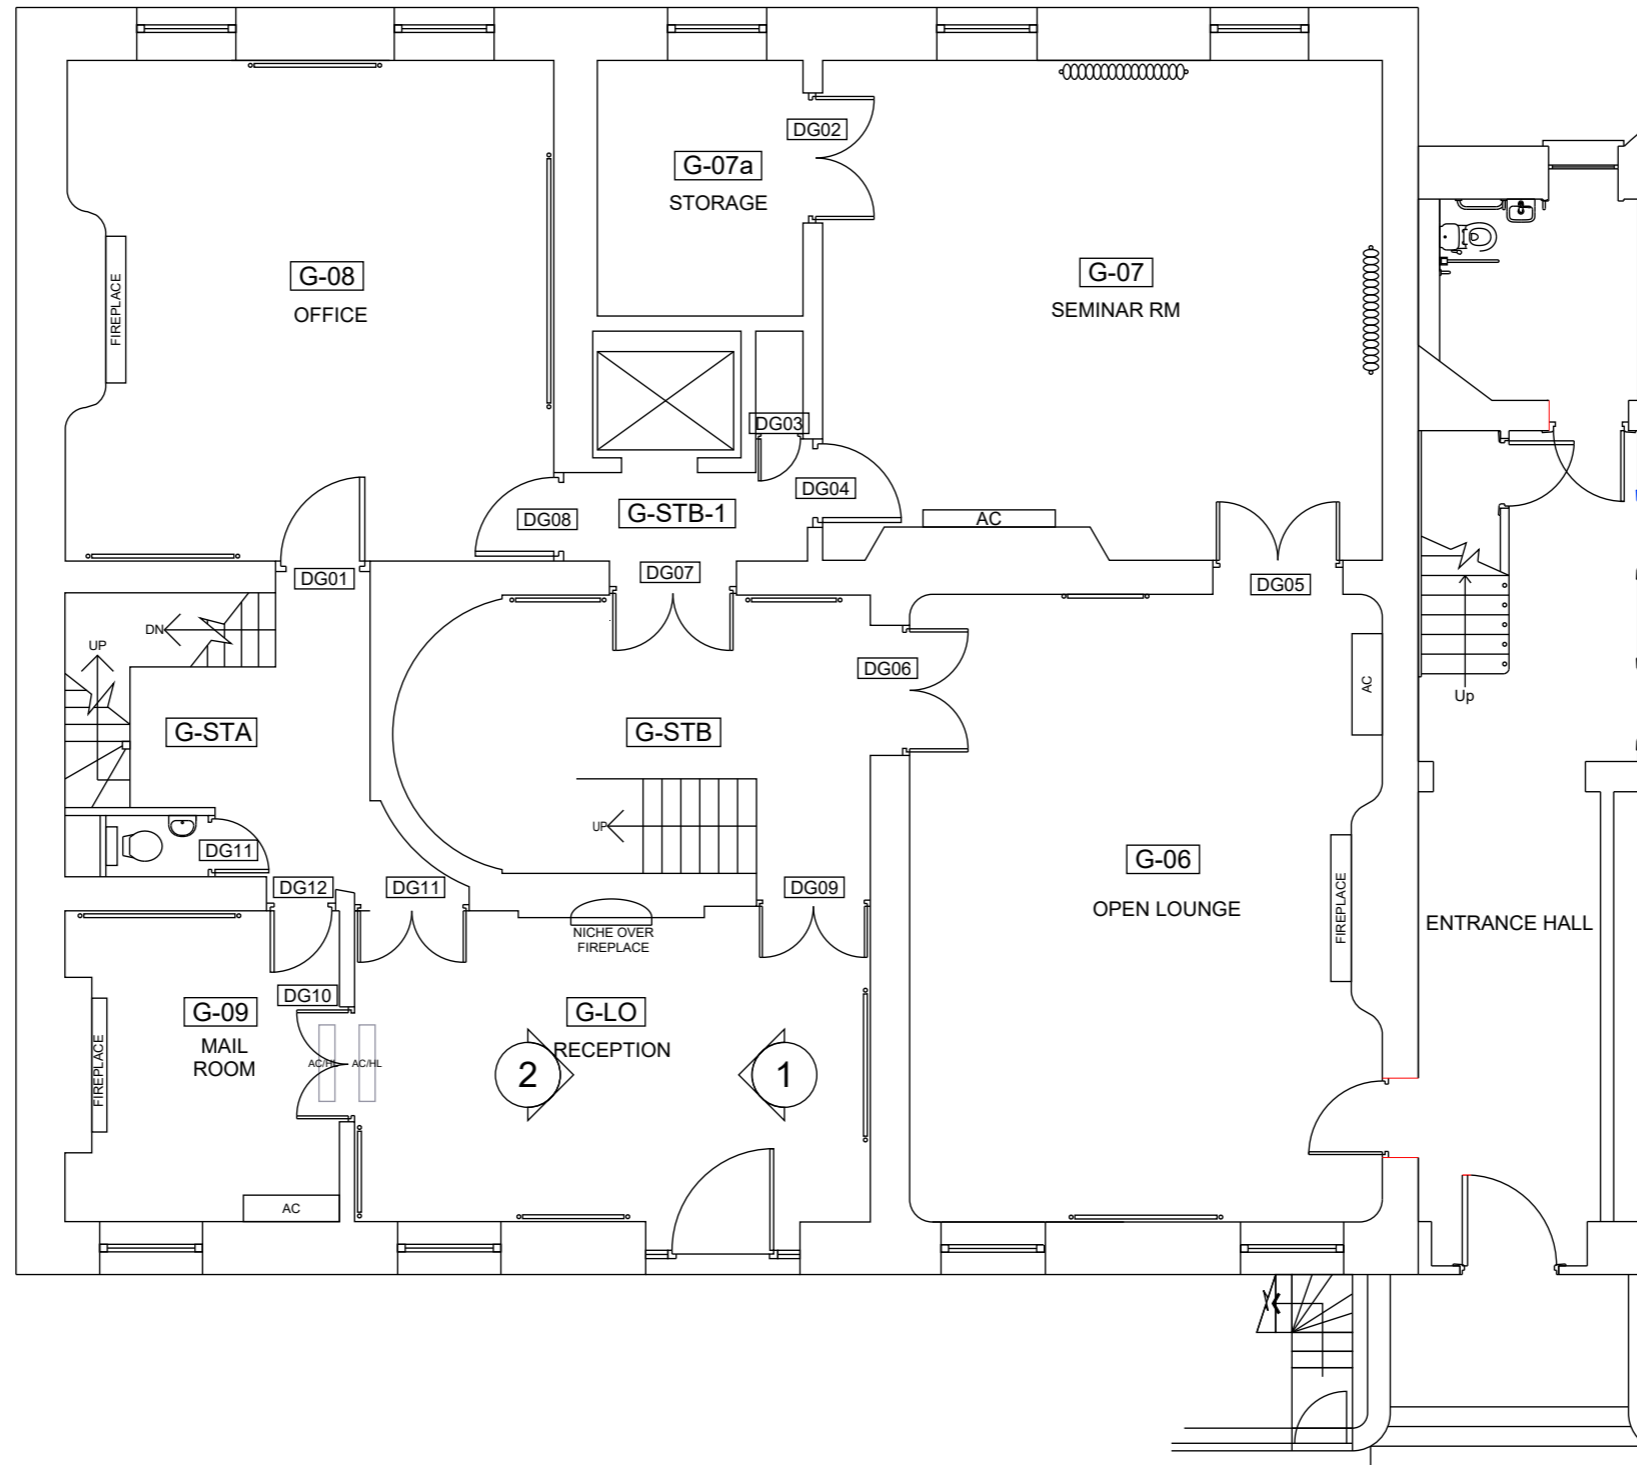 DG02
G-07a
STORAGE
G-08
OFFICE
FIREPLACE
G-07
SEMINAR RM
DG03
DG04
DG08
G-STB-1
AC
DG01
DG07
DG05
DN
UP
DG06
AC
Up
G-STA
G-STB
UP
DG11
G-06
OPEN LOUNGE
FIREPLACE
DG12
DG11
DG09
NICHE OVER
FIREPLACE
ENTRANCE HALL
DG10
G-09
MAIL
ROOM
FIREPLACE
G-LO
RECEPTION
AC/HL
AC/HL
2
1
AC